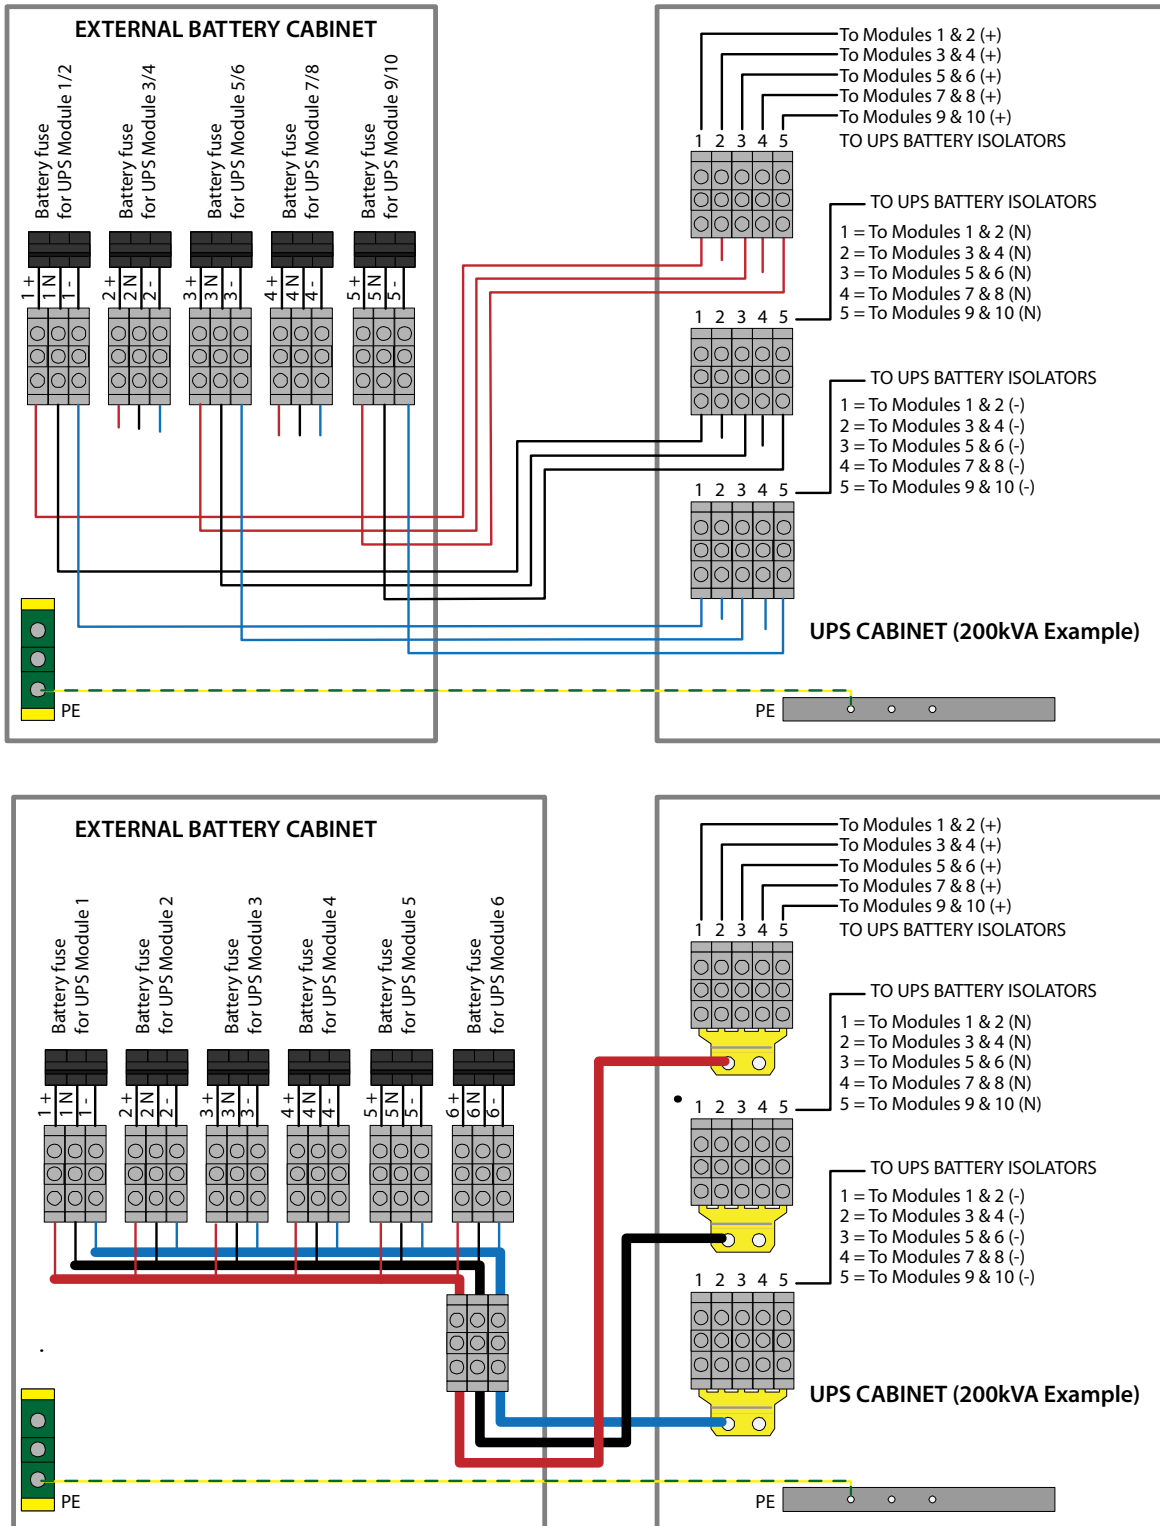 EXTERNAL BATTERY CABINET
Battery fuse
for UPS Module 1/2
Battery fuse
for UPS Module 3/4
Battery fuse
for UPS Module 5/6
Battery fuse
for UPS Module 7/8
Battery fuse
for UPS Module 9/10
1 +
1 N
1 -
2 +
2 N
2 -
3 +
3 N
3 -
4 +
4 N
4 -
5 +
5 N
5 -
PE
To Modules 1 & 2 (+)
To Modules 3 & 4 (+)
To Modules 5 & 6 (+)
To Modules 7 & 8 (+)
To Modules 9 & 10 (+)
1 2 3 4 5
TO UPS BATTERY ISOLATORS
TO UPS BATTERY ISOLATORS
1 = To Modules 1 & 2 (N)
2 = To Modules 3 & 4 (N)
3 = To Modules 5 & 6 (N)
4 = To Modules 7 & 8 (N)
5 = To Modules 9 & 10 (N)
1 2 3 4 5
TO UPS BATTERY ISOLATORS
1 = To Modules 1 & 2 (-)
2 = To Modules 3 & 4 (-)
3 = To Modules 5 & 6 (-)
4 = To Modules 7 & 8 (-)
5 = To Modules 9 & 10 (-)
1 2 3 4 5
UPS CABINET (200kVA Example)
PE
EXTERNAL BATTERY CABINET
Battery fuse
for UPS Module 1
Battery fuse
for UPS Module 2
Battery fuse
for UPS Module 3
Battery fuse
for UPS Module 4
Battery fuse
for UPS Module 5
Battery fuse
for UPS Module 6
1 +
1 N
1 -
2 +
2 N
2 -
3 +
3 N
3 -
4 +
4 N
4 -
5 +
5 N
5 -
6 +
6 N
6 -
PE
To Modules 1 & 2 (+)
To Modules 3 & 4 (+)
To Modules 5 & 6 (+)
To Modules 7 & 8 (+)
To Modules 9 & 10 (+)
1 2 3 4 5
TO UPS BATTERY ISOLATORS
TO UPS BATTERY ISOLATORS
1 = To Modules 1 & 2 (N)
2 = To Modules 3 & 4 (N)
3 = To Modules 5 & 6 (N)
4 = To Modules 7 & 8 (N)
5 = To Modules 9 & 10 (N)
1 2 3 4 5
TO UPS BATTERY ISOLATORS
1 = To Modules 1 & 2 (-)
2 = To Modules 3 & 4 (-)
3 = To Modules 5 & 6 (-)
4 = To Modules 7 & 8 (-)
5 = To Modules 9 & 10 (-)
1 2 3 4 5
UPS CABINET (200kVA Example)
PE